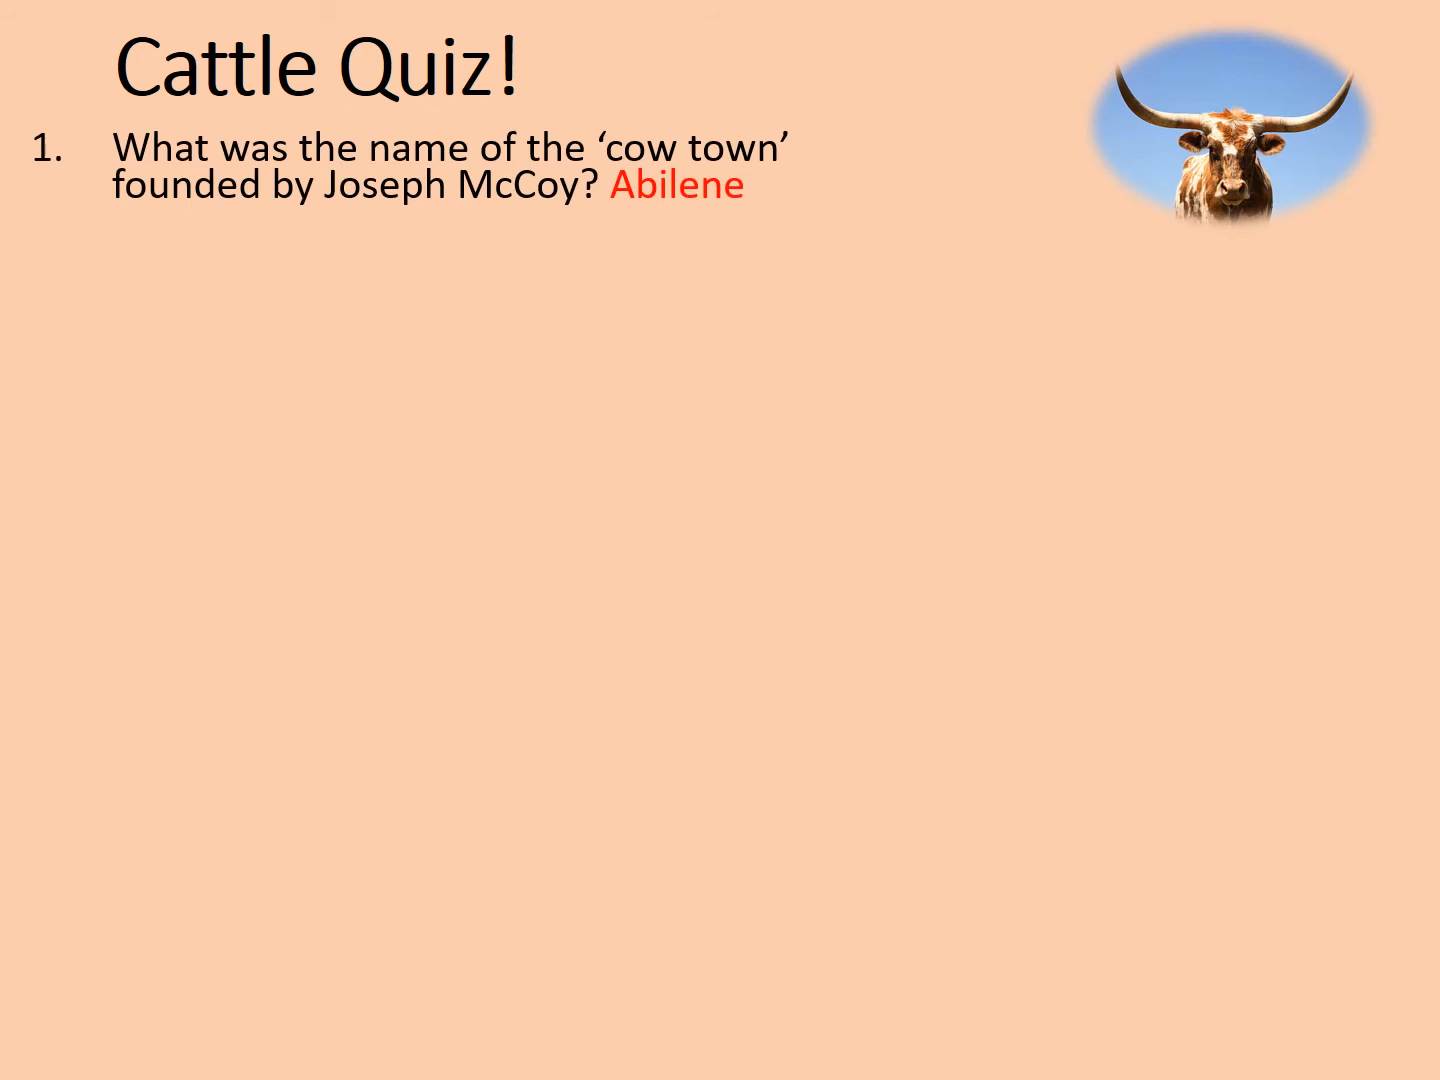 Cattle Quiz!
1. What was the name of the ‘cow town’
founded by Joseph McCoy? Abilene